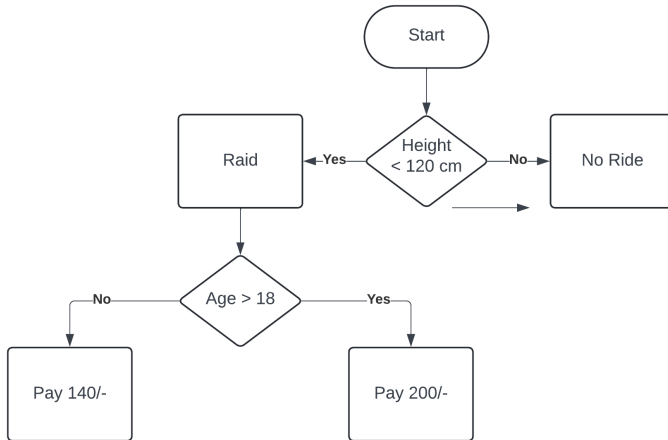 Start
Height
< 120 cm
Raid
Yes
No
No Ride
Age > 18
No
Yes
Pay 140/-
Pay 200/-